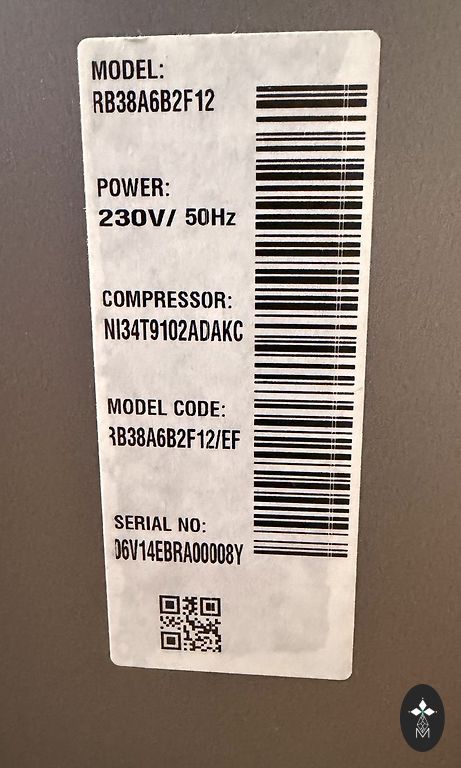 MODEL:
RB38A6B2F12
POWER:
230V/ 50Hz
COMPRESSOR:
NI34T9102ADAKC
MODEL CODE:
RB38A6B2F12/EF
SERIAL NO:
06V14EBRA00008Y